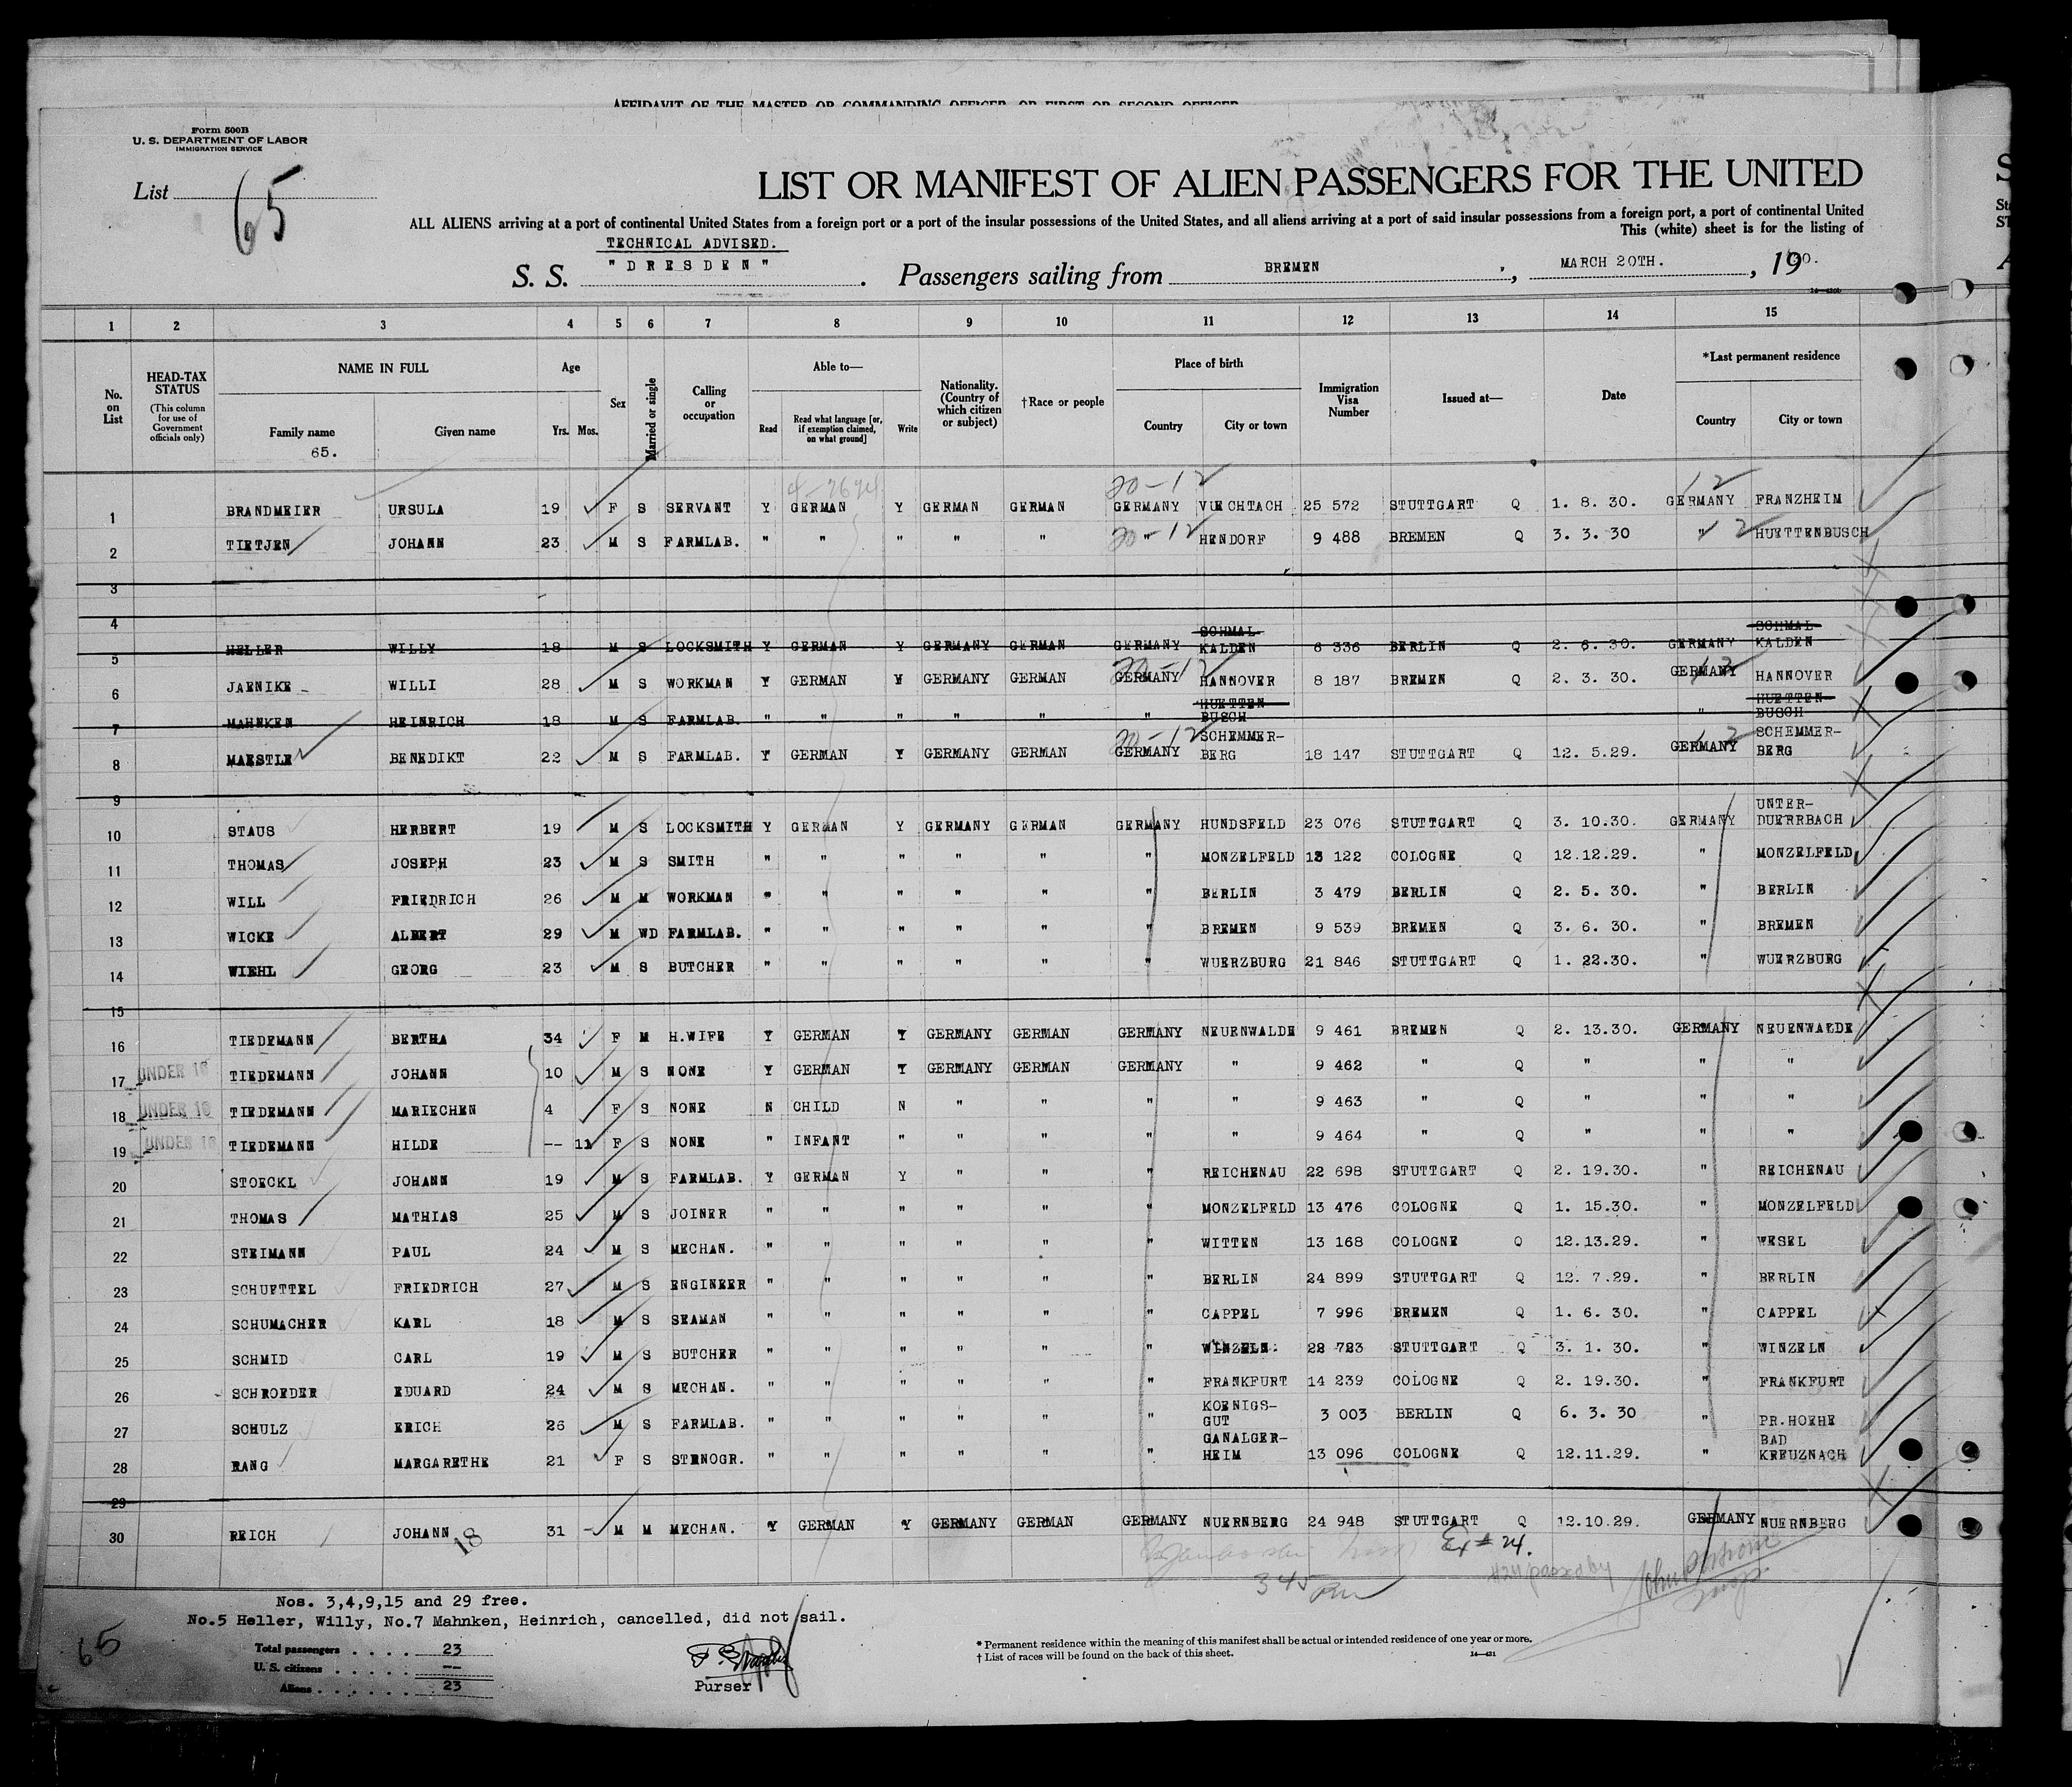 AFFIDAVIT OF THE MASTER OR COMMANDING OFFICER, OR FIRST OR SECOND OFFICER
Form 500B
U. S. DEPARTMENT OF LABOR
IMMIGRATION SERVICE
List 65
LIST OR MANIFEST OF ALIEN PASSENGERS FOR THE UNITED
ALL ALIENS arriving at a port of continental United States from a foreign port or a port of the insular possessions of the United States, and all aliens arriving at a port of said insular possessions from a foreign port, a port of continental United
This (white) sheet is for the listing of
TECHNICAL ADVISED.
S. S. "DRESDEN". Passengers sailing from BREMEN, MARCH 20TH., 1930.
1 2 3 4 5 6 7 8 9 10 11 12 13 14 15
No. on List
HEAD-TAX STATUS
(This column for use of Government officials only)
NAME IN FULL
Family name Given name
65.
Age
Yrs. Mos.
Sex
Married or single
Calling or occupation
Able to—
Read Read what language [or, if exemption claimed, on what ground] Write
Nationality. (Country of which citizen or subject)
†Race or people
Place of birth
Country City or town
Immigration Visa Number
Issued at—
Date
*Last permanent residence
Country City or town
20-12 12
1 BRANDMEIER URSULA 19 F S SERVANT Y GERMAN Y GERMAN GERMAN GERMANY VIECHTACH 25 572 STUTTGART Q 1. 8. 30. GERMANY FRANZHEIM
2 TIETJEN JOHANN 23 M S FARMLAB. " " " " " 20-12 " HENDORF 9 488 BREMEN Q 3. 3. 30 " 12 HUETTENBUSCH
3
4
5 HELLER WILLY 18 M S LOCKSMITH Y GERMAN Y GERMANY GERMAN GERMANY SCHMAL-KALDEN 6 336 BERLIN Q 2. 6. 30. GERMANY SCHMAL-KALDEN
6 JAENIKE WILLI 28 M S WORKMAN Y GERMAN Y GERMANY GERMAN 20-12 GERMANY HANNOVER 8 187 BREMEN Q 2. 3. 30. GERMANY 12 HANNOVER
7 MAHNKEN HEINRICH 18 M S FARMLAB. " " " " " " HUETTEN-BUSCH " HUETTEN-BUSCH
8 MAESTLE BENEDIKT 22 M S FARMLAB. Y GERMAN Y GERMANY GERMAN 20-12 GERMANY SCHEMMER-BERG 18 147 STUTTGART Q 12. 5.29. GERMANY 12 SCHEMMER-BERG
9
10 STAUS HERBERT 19 M S LOCKSMITH Y GERMAN Y GERMANY GERMAN GERMANY HUNDSFELD 23 076 STUTTGART Q 3. 10.30. GERMANY UNTER-DUERRBACH
11 THOMAS JOSEPH 23 M S SMITH " " " " " " MONZELFELD 13 122 COLOGNE Q 12.12.29. " MONZELFELD
12 WILL FRIEDRICH 26 M M WORKMAN " " " " " " BERLIN 3 479 BERLIN Q 2. 5. 30. " BERLIN
13 WICKE ALBERT 29 M WD FARMLAB. " " " " " " BREMEN 9 539 BREMEN Q 3. 6. 30. " BREMEN
14 WIEHL GEORG 23 M S BUTCHER " " " " " " WUERZBURG 21 846 STUTTGART Q 1. 22.30. " WUERZBURG
15
16 TIEDEMANN BERTHA 34 F M H.WIFE Y GERMAN Y GERMANY GERMAN GERMANY NEUENWALDE 9 461 BREMEN Q 2. 13.30. GERMANY NEUENWALDE
17 UNDER 16 TIEDEMANN JOHANN 10 M S NONE Y GERMAN Y GERMANY GERMAN GERMANY " 9 462 " Q " " "
18 UNDER 16 TIEDEMANN MARIECHEN 4 F S NONE N CHILD N " " " " 9 463 " Q " " "
19 UNDER 16 TIEDEMANN HILDE -- 11 F S NONE " INFANT " " " " " 9 464 " Q " " "
20 STOECKL JOHANN 19 M S FARMLAB. Y GERMAN Y " " " REICHENAU 22 698 STUTTGART Q 2. 19.30. " REICHENAU
21 THOMAS MATHIAS 25 M S JOINER " " " " " " MONZELFELD 13 476 COLOGNE Q 1. 15.30. " MONZELFELD
22 STEIMANN PAUL 24 M S MECHAN. " " " " " " WITTEN 13 168 COLOGNE Q 12.13.29. " WESEL
23 SCHUETTEL FRIEDRICH 27 M S ENGINEER " " " " " " BERLIN 24 899 STUTTGART Q 12. 7.29. " BERLIN
24 SCHUMACHER KARL 18 M S SEAMAN " " " " " " CAPPEL 7 996 BREMEN Q 1. 6. 30. " CAPPEL
25 SCHMID CARL 19 M S BUTCHER " " " " " " WINZELN. 22 723 STUTTGART Q 3. 1. 30. " WINZELN
26 SCHROEDER EDUARD 24 M S MECHAN. " " " " " " FRANKFURT 14 239 COLOGNE Q 2. 19.30. " FRANKFURT
27 SCHULZ ERICH 26 M S FARMLAB. " " " " " " KOENIGS-GUT 3 003 BERLIN Q 6. 3. 30 " PR.HOEHE
28 RANG MARGARETHE 21 F S STENOGR. " " " " " " GANALGER-HEIM 13 096 COLOGNE Q 12.11.29. " BAD KREUZNACH
29
30 REICH JOHANN 31 M M MECHAN. Y GERMAN Y GERMANY GERMAN GERMANY NUERNBERG 24 948 STUTTGART Q 12.10.29. GERMANY NUERNBERG
18
Ex # 24.
#24 passed by
345
Nos. 3,4,9,15 and 29 free.
No.5 Heller, Willy, No.7 Mahnken, Heinrich, cancelled, did not sail.
65
Total passengers . . . . 23
U. S. citizens . . . . . --
Aliens . . . . . . 23
Purser
* Permanent residence within the meaning of this manifest shall be actual or intended residence of one year or more.
† List of races will be found on the back of this sheet.
14—431